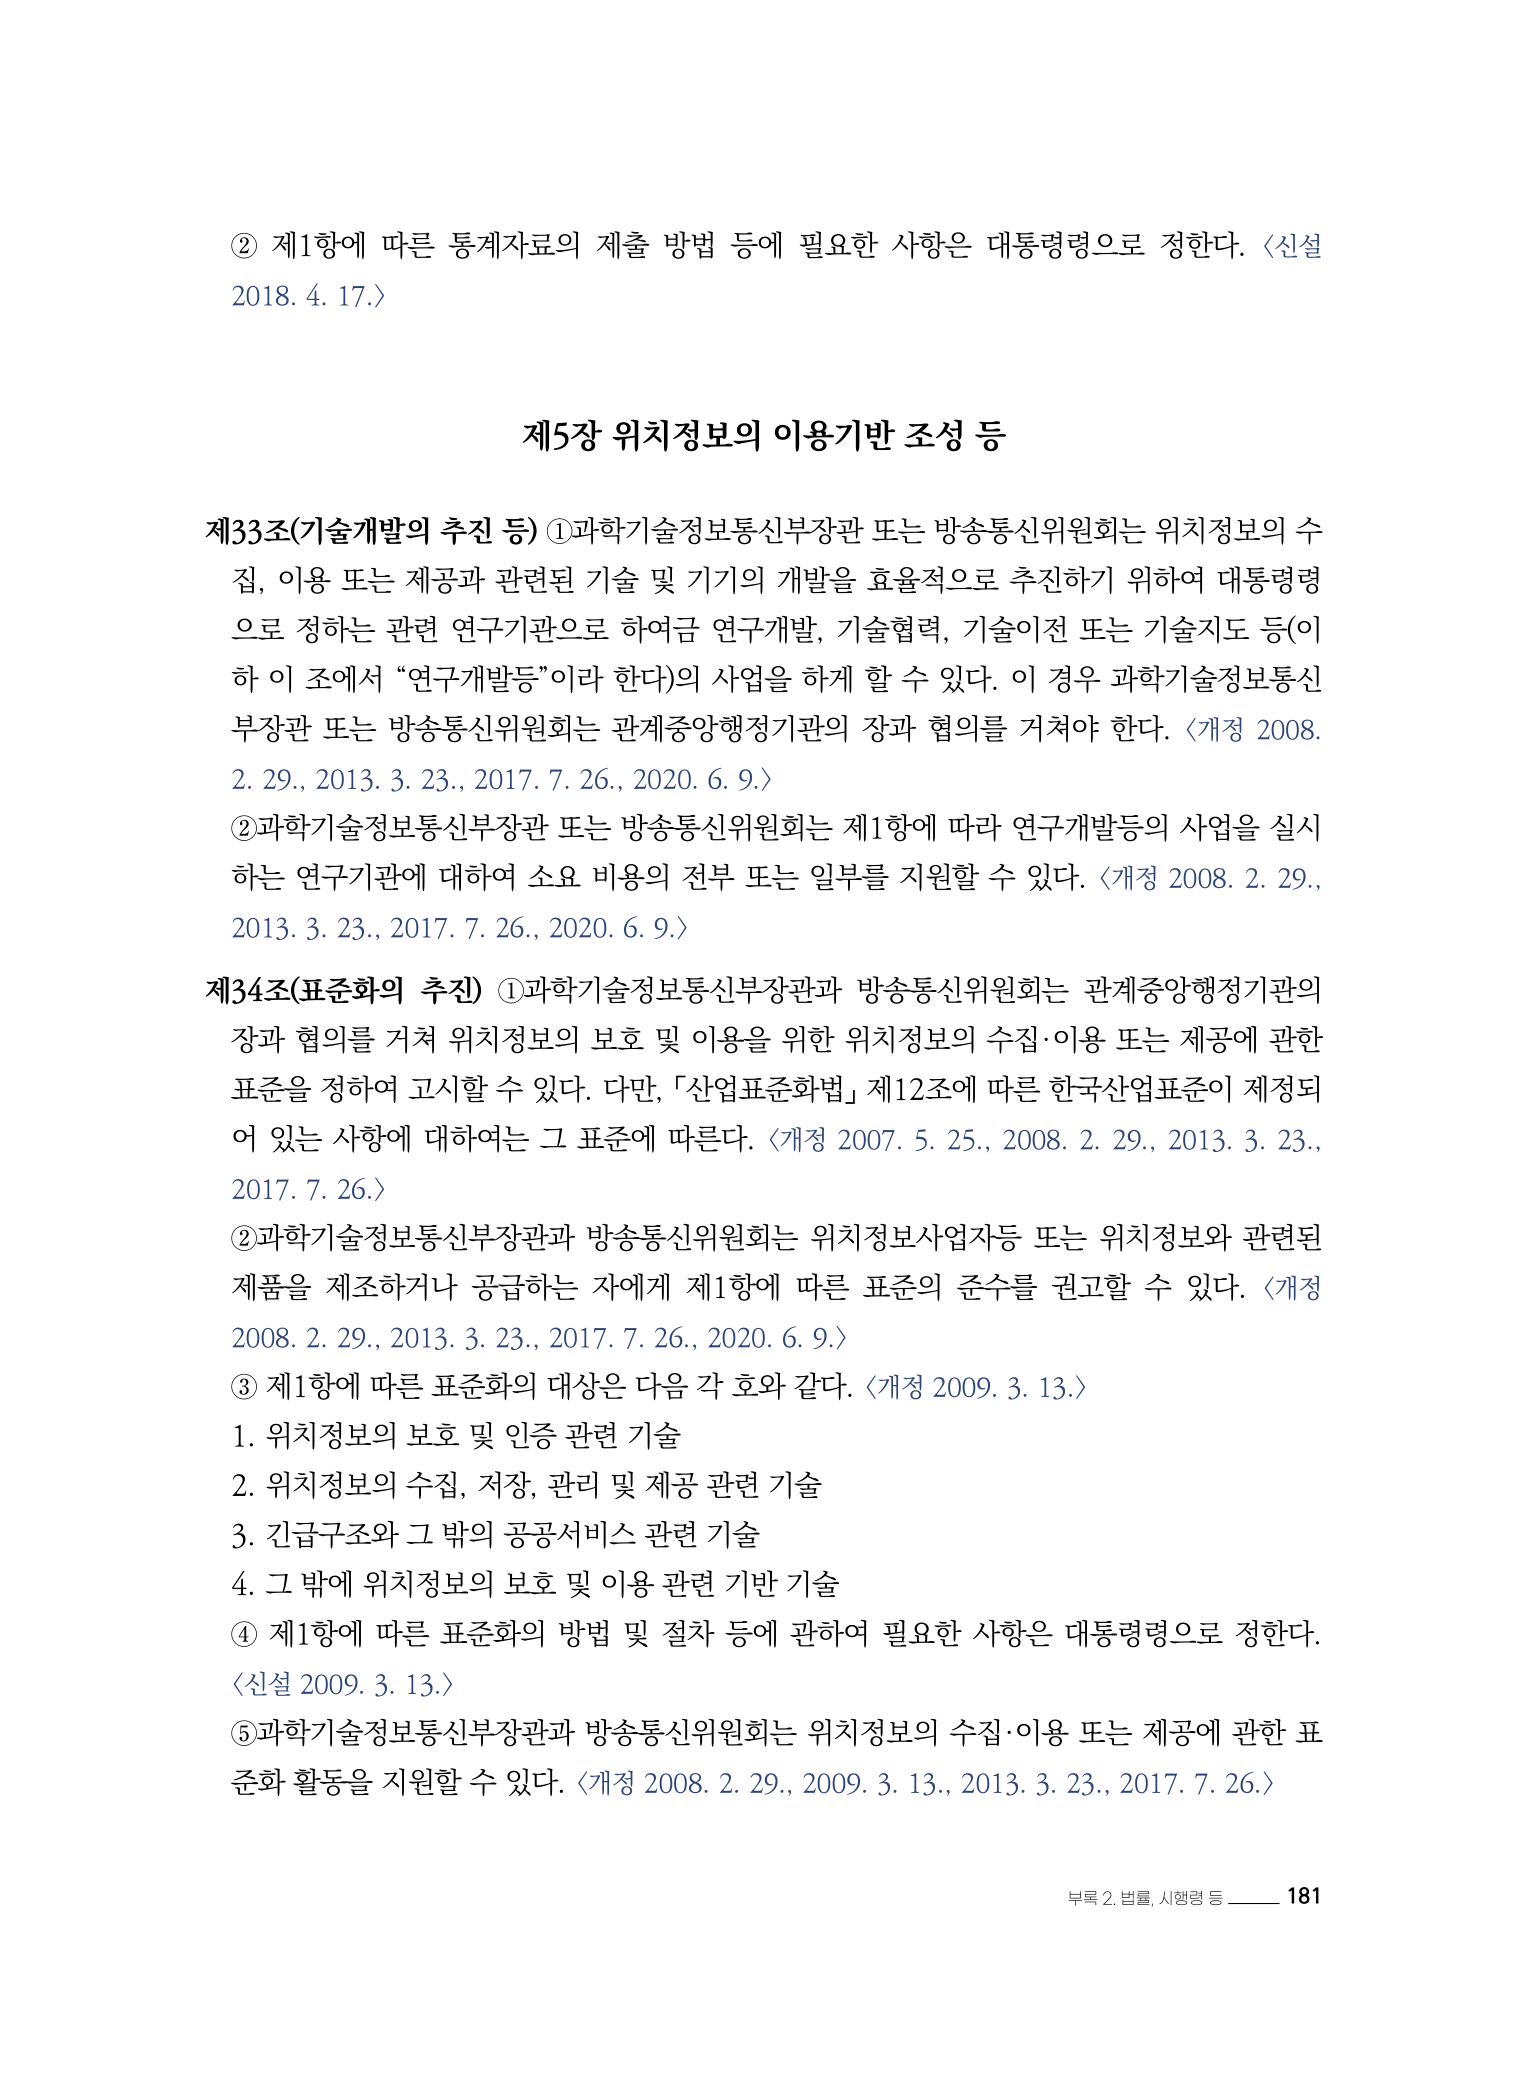 ② 제1항에 따른 통계자료의 제출 방법 등에 필요한 사항은 대통령령으로 정한다. 〈신설
2018. 4. 17.〉
제5장 위치정보의 이용기반 조성 등
제33조(기술개발의 추진 등) ①과학기술정보통신부장관 또는 방송통신위원회는 위치정보의 수
집, 이용 또는 제공과 관련된 기술 및 기기의 개발을 효율적으로 추진하기 위하여 대통령령
으로 정하는 관련 연구기관으로 하여금 연구개발, 기술협력, 기술이전 또는 기술지도 등(이
하 이 조에서 “연구개발등”이라 한다)의 사업을 하게 할 수 있다. 이 경우 과학기술정보통신
부장관 또는 방송통신위원회는 관계중앙행정기관의 장과 협의를 거쳐야 한다. 〈개정 2008.
2. 29., 2013. 3. 23., 2017. 7. 26., 2020. 6. 9.〉
②과학기술정보통신부장관 또는 방송통신위원회는 제1항에 따라 연구개발등의 사업을 실시
하는 연구기관에 대하여 소요 비용의 전부 또는 일부를 지원할 수 있다. 〈개정 2008. 2. 29.,
2013. 3. 23., 2017. 7. 26., 2020. 6. 9.〉
제34조(표준화의 추진) ①과학기술정보통신부장관과 방송통신위원회는 관계중앙행정기관의
장과 협의를 거쳐 위치정보의 보호 및 이용을 위한 위치정보의 수집·이용 또는 제공에 관한
표준을 정하여 고시할 수 있다. 다만, 「산업표준화법」 제12조에 따른 한국산업표준이 제정되
어 있는 사항에 대하여는 그 표준에 따른다. 〈개정 2007. 5. 25., 2008. 2. 29., 2013. 3. 23.,
2017. 7. 26.〉
②과학기술정보통신부장관과 방송통신위원회는 위치정보사업자등 또는 위치정보와 관련된
제품을 제조하거나 공급하는 자에게 제1항에 따른 표준의 준수를 권고할 수 있다. 〈개정
2008. 2. 29., 2013. 3. 23., 2017. 7. 26., 2020. 6. 9.〉
③ 제1항에 따른 표준화의 대상은 다음 각 호와 같다. 〈개정 2009. 3. 13.〉
1. 위치정보의 보호 및 인증 관련 기술
2. 위치정보의 수집, 저장, 관리 및 제공 관련 기술
3. 긴급구조와 그 밖의 공공서비스 관련 기술
4. 그 밖에 위치정보의 보호 및 이용 관련 기반 기술
④ 제1항에 따른 표준화의 방법 및 절차 등에 관하여 필요한 사항은 대통령령으로 정한다.
〈신설 2009. 3. 13.〉
⑤과학기술정보통신부장관과 방송통신위원회는 위치정보의 수집·이용 또는 제공에 관한 표
준화 활동을 지원할 수 있다. 〈개정 2008. 2. 29., 2009. 3. 13., 2013. 3. 23., 2017. 7. 26.〉
부록 2. 법률, 시행령 등 181